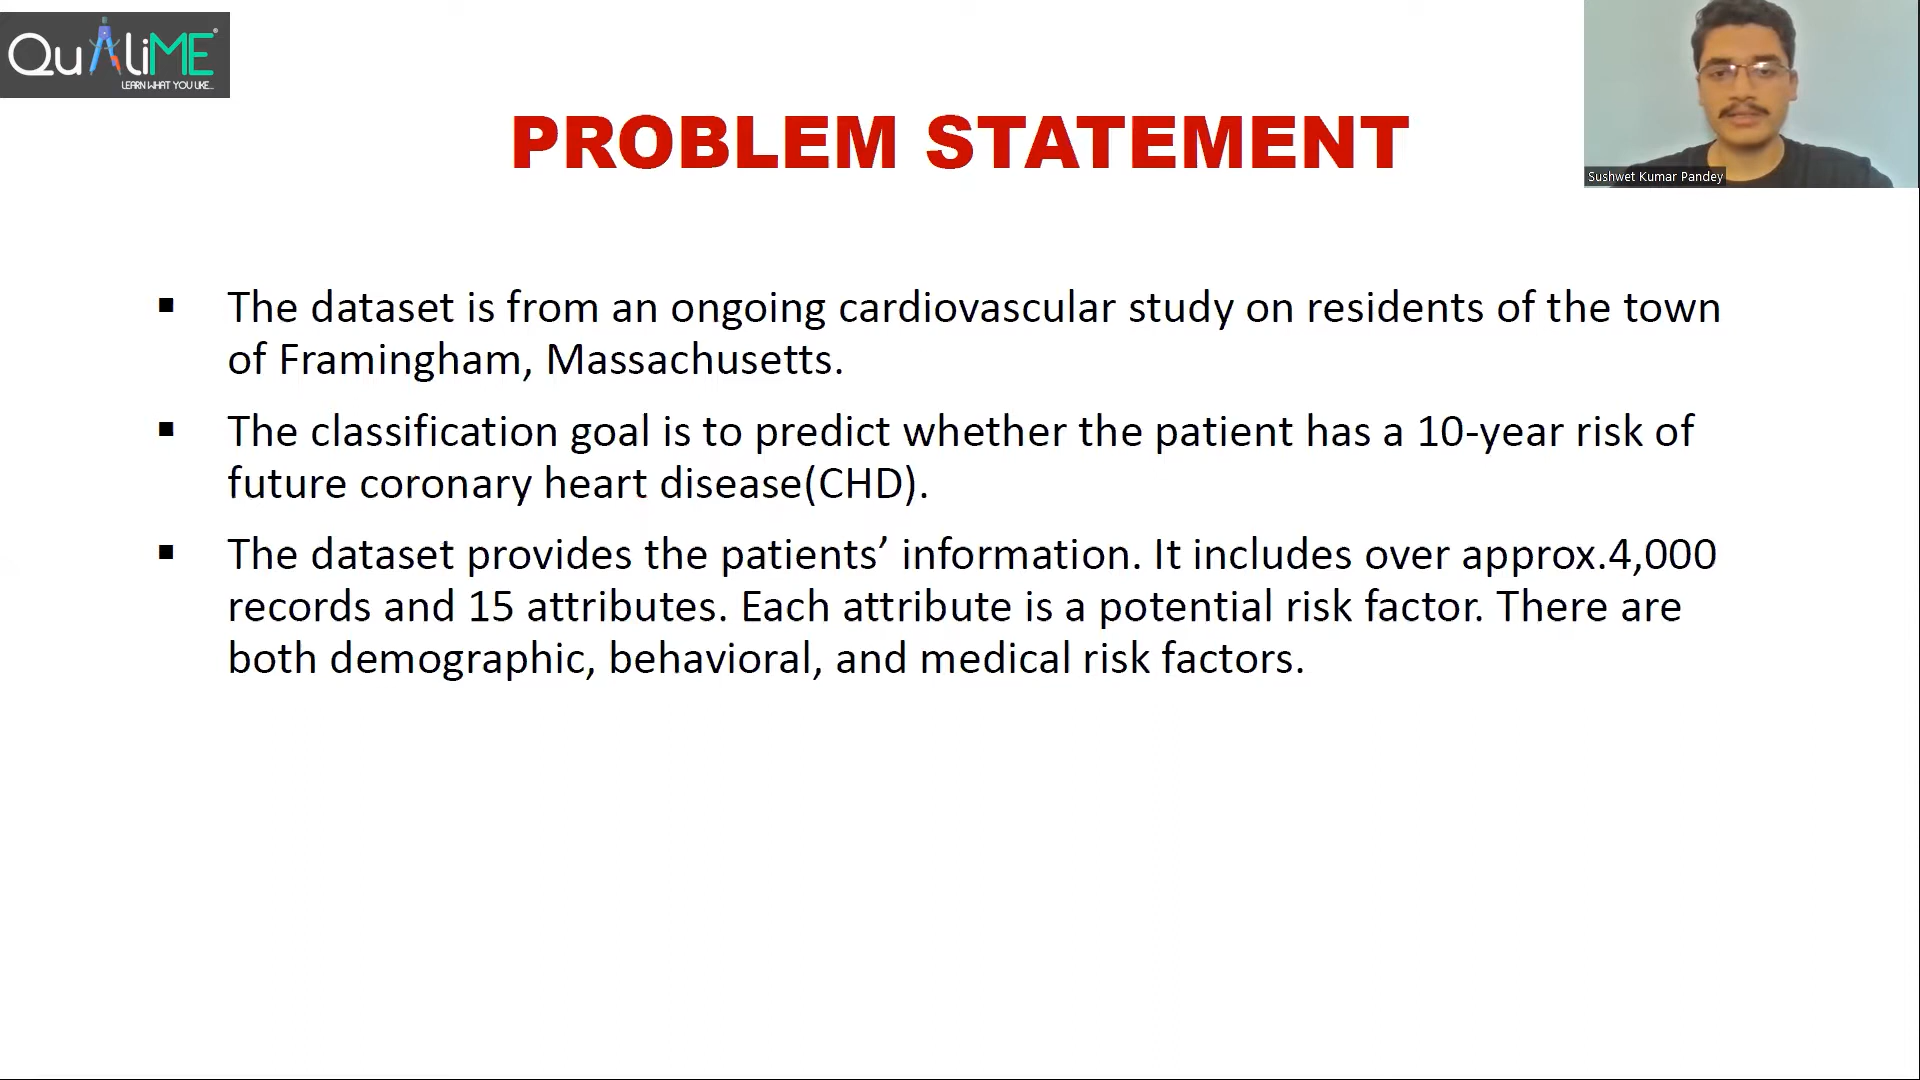 QuALiME
LEARN WHAT YOU LIKE...
PROBLEM STATEMENT
Sushwet Kumar Pandey
▪ The dataset is from an ongoing cardiovascular study on residents of the town
of Framingham, Massachusetts.
▪ The classification goal is to predict whether the patient has a 10-year risk of
future coronary heart disease(CHD).
▪ The dataset provides the patients’ information. It includes over approx.4,000
records and 15 attributes. Each attribute is a potential risk factor. There are
both demographic, behavioral, and medical risk factors.